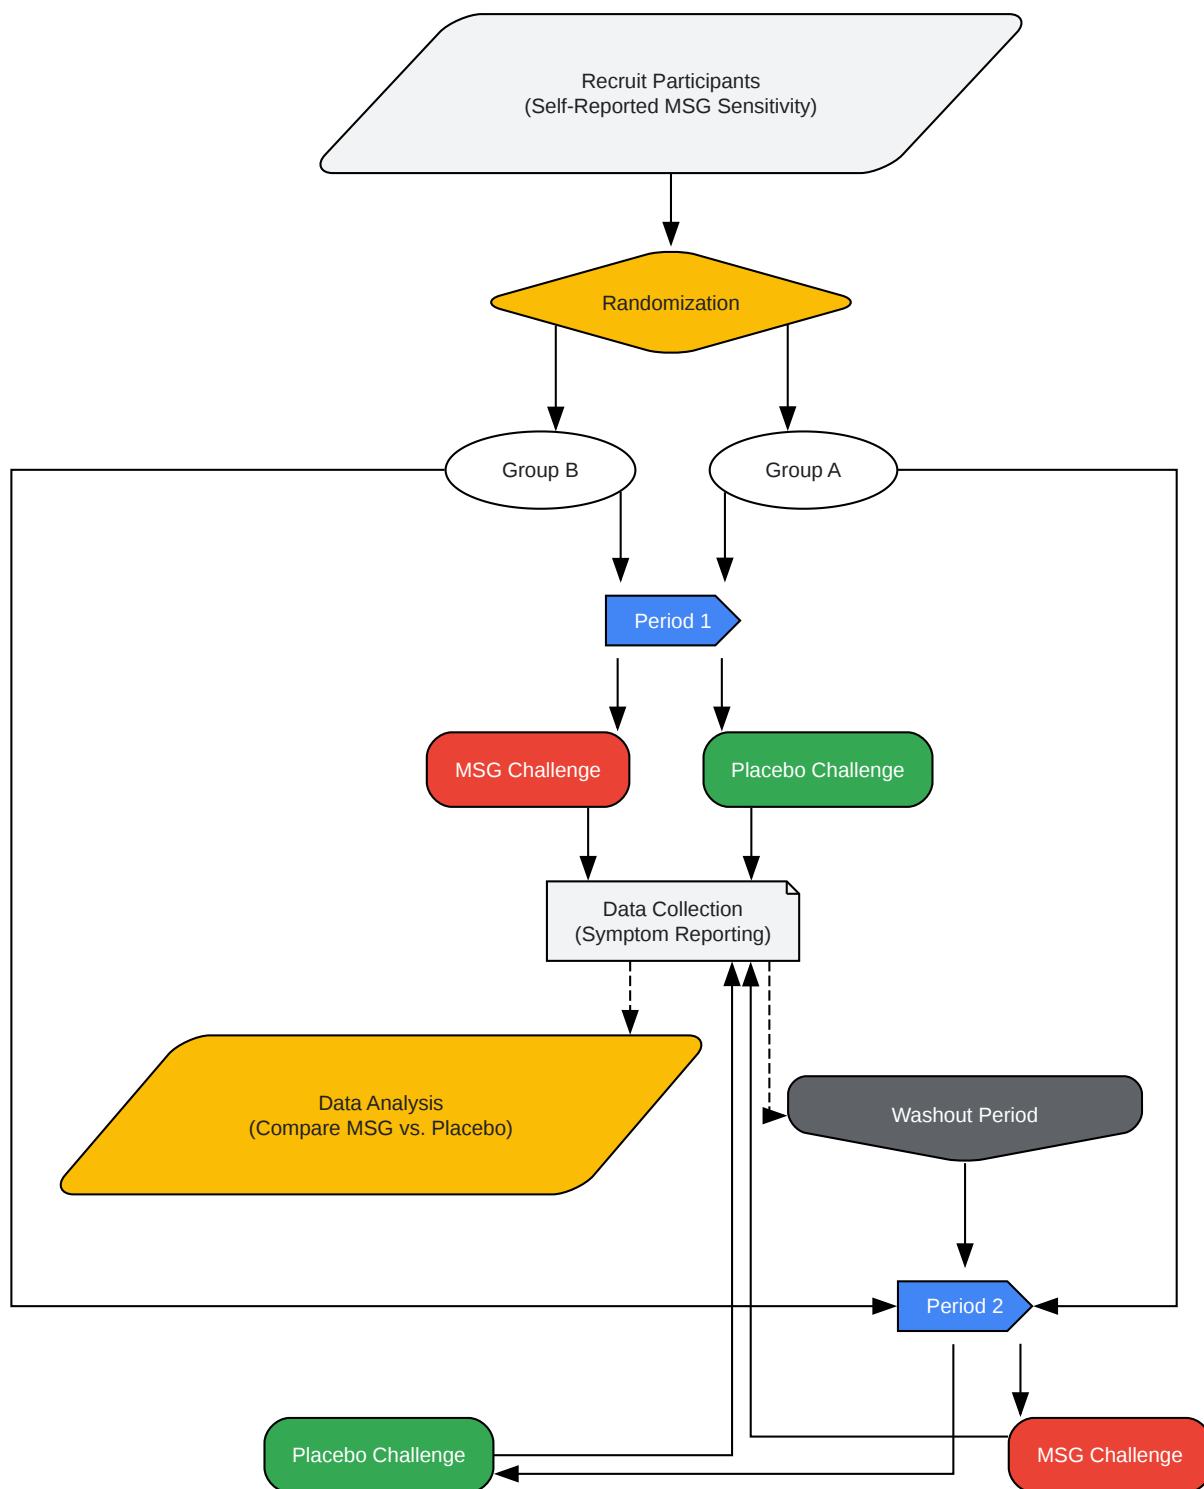 Recruit Participants
(Self-Reported MSG Sensitivity)
Randomization
Group B
Group A
Period 1
MSG Challenge
Placebo Challenge
Data Collection
(Symptom Reporting)
Data Analysis
(Compare MSG vs. Placebo)
Washout Period
Period 2
Placebo Challenge
MSG Challenge